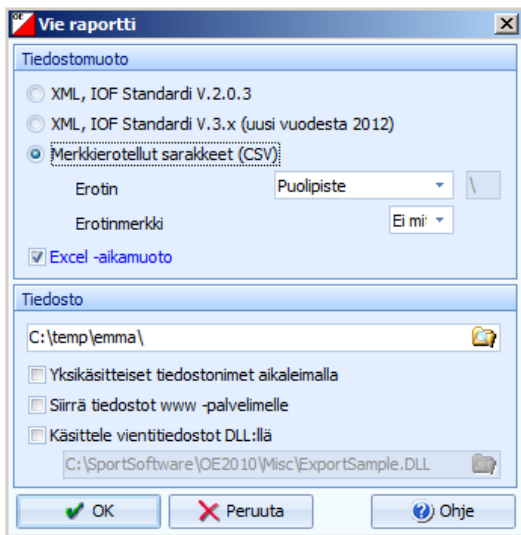 OE
Vie raportti
Tiedostomuoto
XML, IOF Standardi V.2.0.3
XML, IOF Standardi V.3.x (uusi vuodesta 2012)
Merkkierotellut sarakkeet (CSV)
Erotin Puolipiste \
Erotinmerkki Ei mit
Excel -aikamuoto
Tiedosto
C:\temp\emma\
Yksikäsitteiset tiedostonimet aikaleimalla
Siirrä tiedostot www -palvelimelle
Käsittele vientitiedostot DLL:llä
C:\SportSoftware\OE2010\Misc\ExportSample.DLL
OK Peruuta Ohje